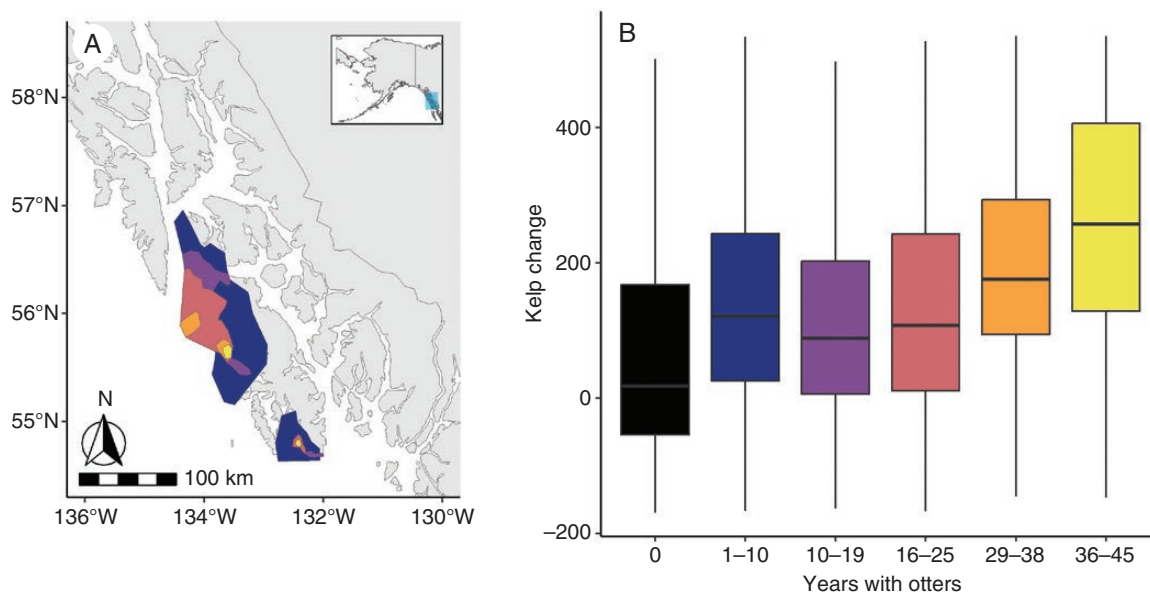 A
58°N
57°N
56°N
55°N
N
100 km
136°W 134°W 132°W 130°W
B
Kelp change
400
200
0
–200
0 1–10 10–19 16–25 29–38 36–45
Years with otters